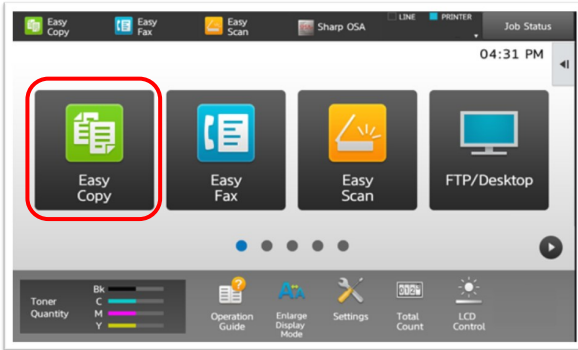 Easy Copy
Easy Fax
Easy Scan
Sharp OSA
LINE
PRINTER
Job Status
04:31 PM
Easy
Copy
Easy
Fax
Easy
Scan
FTP/Desktop
Toner
Quantity
Bk
C
M
Y
Operation
Guide
Enlarge
Display
Mode
Settings
Total
Count
LCD
Control